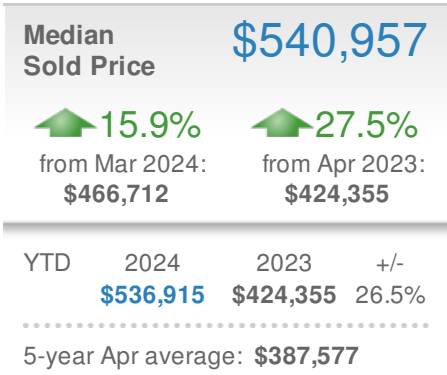 Median
Sold Price
$540,957
15.9% 27.5%
from Mar 2024: from Apr 2023:
$466,712 $424,355
YTD 2024 2023 +/-
$536,915 $424,355 26.5%
5-year Apr average: $387,577